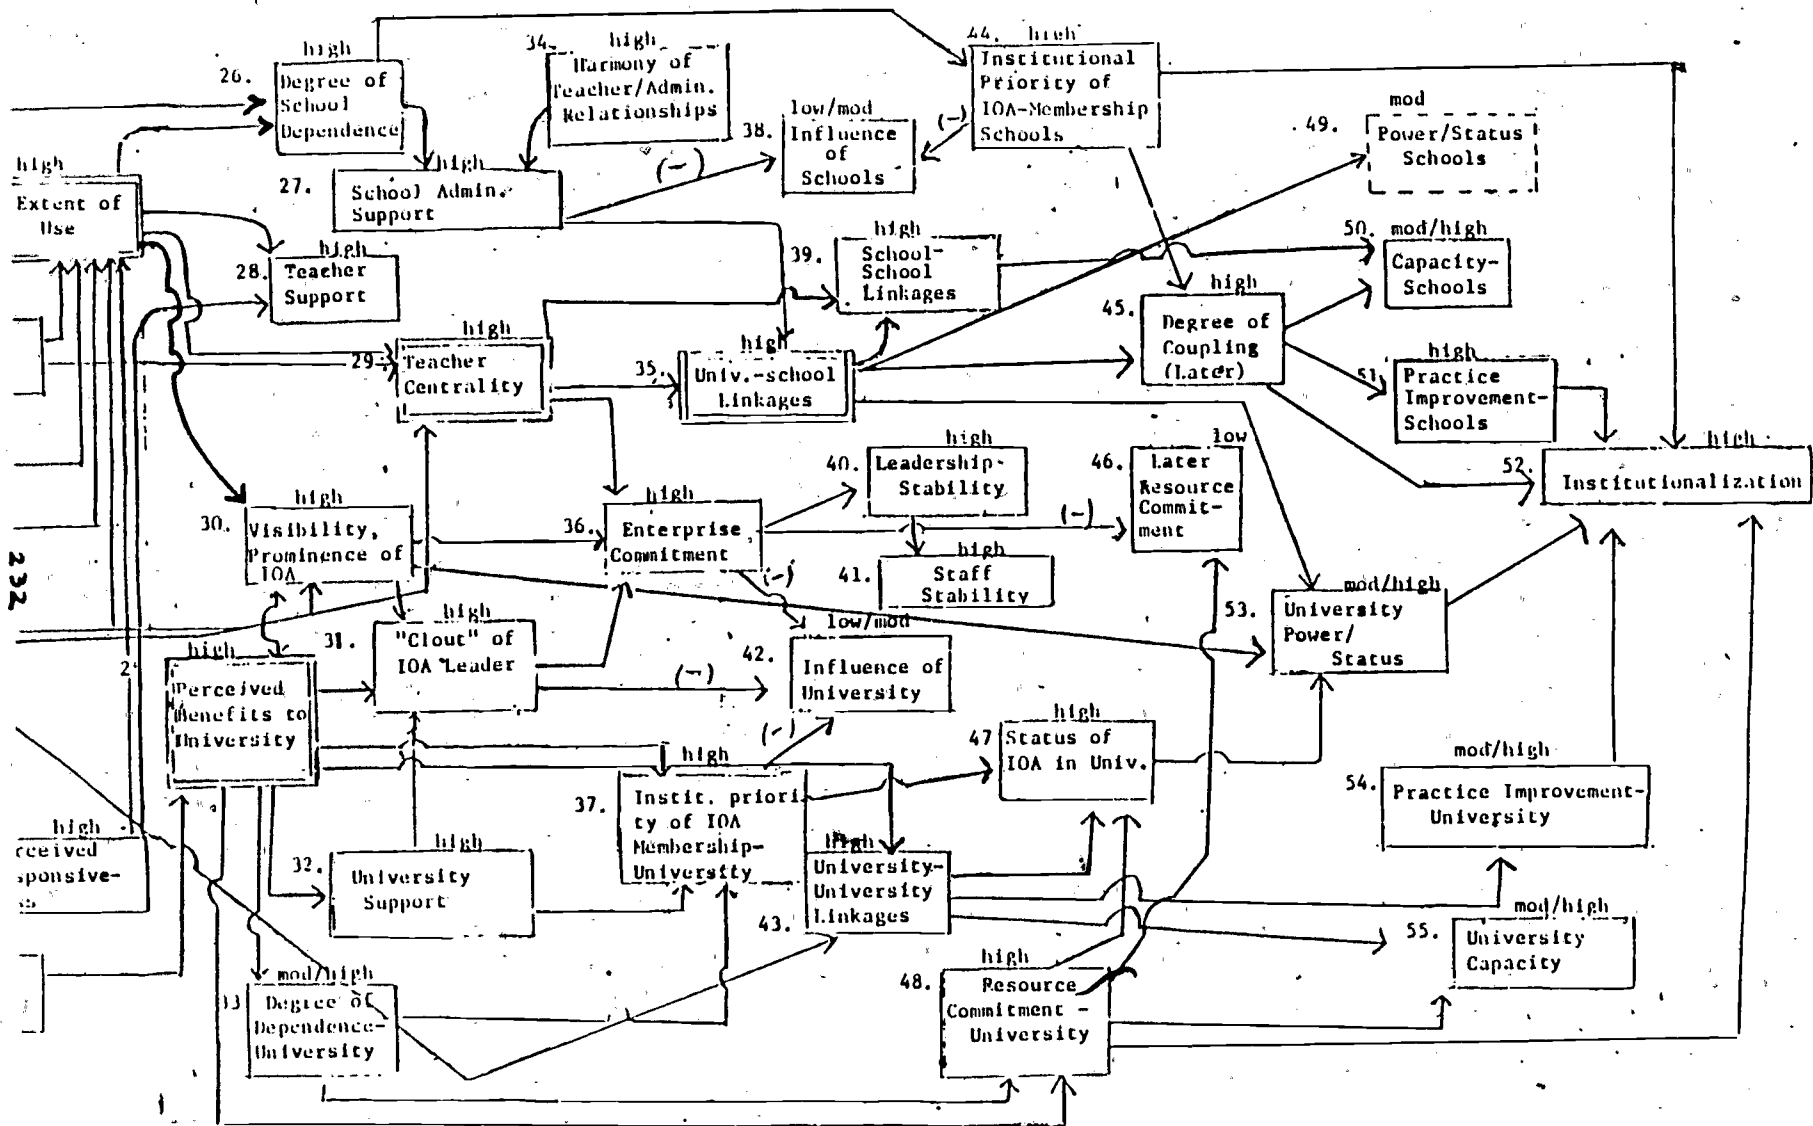 high
26.
Degree of
School
Dependence
34.
high
Harmony of
Teacher/Admin.
Relationships
44. high
Institutional
Priority of
IOA-Membership
Schools
(-)
low/mod
38.
Influence
of
Schools
mod
49.
Power/Status
Schools
high
Extent of
Use
high
27.
School Admin.
Support
(-)
high
28.
Teacher
Support
high
39.
School-
School
Linkages
50. mod/high
Capacity-
Schools
high
29.
Teacher
Centrality
high
35.
Univ.-school
Linkages
high
45.
Degree of
Coupling
(Later)
high
51.
Practice
Improvement-
Schools
high
52.
Institutionalization
high
30.
Visibility,
Prominence of
IOA
high
36.
Enterprise
Commitment
high
40.
Leadership-
Stability
(-)
low
46.
Later
Resource
Commit-
ment
high
41.
Staff
Stability
(-)
232
high
31.
"Clout" of
IOA Leader
(-)
low/mod
42.
Influence of
University
(-)
mod/high
53.
University
Power/
Status
2
high
Perceived
Benefits to
University
high
37.
Instit. priori
ty of IOA
Membership-
University
high
47
Status of
IOA in Univ.
mod/high
54.
Practice Improvement-
University
high
rceived
sponsive-
high
32.
University
Support
high
43.
University-
University
Linkages
mod/high
55.
University
Capacity
mod/high
33
Degree of
Dependence-
University
high
48.
Resource
Commitment -
University